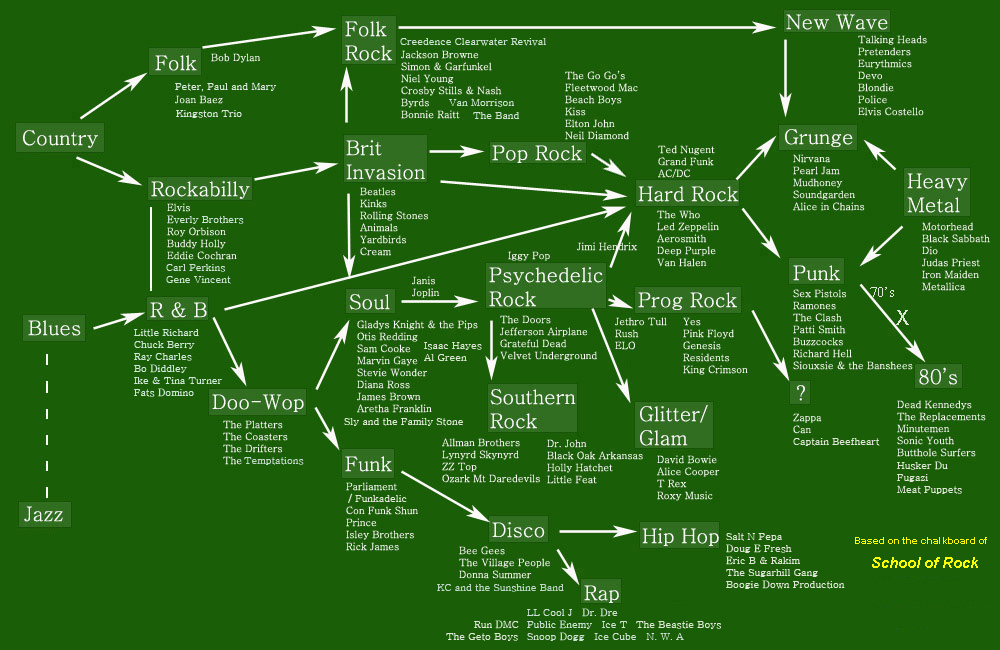 Folk
Rock
Creedence Clearwater Revival
Jackson Browne
Simon & Garfunkel
Niel Young
Crosby Stills & Nash
Byrds Van Morrison
Bonnie Raitt The Band
New Wave
Talking Heads
Pretenders
Eurythmics
Devo
Blondie
Police
Elvis Costello
Folk
Bob Dylan
Peter, Paul and Mary
Joan Baez
Kingston Trio
Country
Rockabilly
Elvis
Everly Brothers
Roy Orbison
Buddy Holly
Eddie Cochran
Carl Perkins
Gene Vincent
Brit
Invasion
Beatles
Kinks
Rolling Stones
Animals
Yardbirds
Cream
The Go Go's
Fleetwood Mac
Beach Boys
Kiss
Elton John
Neil Diamond
Pop Rock
Ted Nugent
Grand Funk
AC/DC
Hard Rock
The Who
Led Zeppelin
Aerosmith
Deep Purple
Van Halen
Grunge
Nirvana
Pearl Jam
Mudhoney
Soundgarden
Alice in Chains
Heavy
Metal
Motorhead
Black Sabbath
Dio
Judas Priest
Iron Maiden
Metallica
Blues
R & B
Little Richard
Chuck Berry
Ray Charles
Bo Diddley
Ike & Tina Turner
Fats Domino
Soul
Janis
Joplin
Gladys Knight & the Pips
Otis Redding
Sam Cooke
Marvin Gaye
Stevie Wonder
Diana Ross
James Brown
Aretha Franklin
Sly and the Family Stone
Isaac Hayes
Al Green
Iggy Pop
Jimi Hendrix
Psychedelic
Rock
The Doors
Jefferson Airplane
Grateful Dead
Velvet Underground
Prog Rock
Jethro Tull
Rush
ELO
Yes
Pink Floyd
Genesis
Residents
King Crimson
Punk
Sex Pistols
Ramones
The Clash
Patti Smith
Buzzcocks
Richard Hell
Siouxsie & the Banshees
70's
X
80's
Dead Kennedys
The Replacements
Minutemen
Sonic Youth
Butthole Surfers
Husker Du
Fugazi
Meat Puppets
?
Zappa
Can
Captain Beefheart
Doo-Wop
The Platters
The Coasters
The Drifters
The Temptations
Southern
Rock
Allman Brothers
Lynyrd Skynyrd
ZZ Top
Ozark Mt Daredevils
Dr. John
Black Oak Arkansas
Holly Hatchet
Little Feat
Glitter/
Glam
David Bowie
Alice Cooper
T Rex
Roxy Music
Jazz
Funk
Parliament
/ Funkadelic
Con Funk Shun
Prince
Isley Brothers
Rick James
Disco
Bee Gees
The Village People
Donna Summer
KC and the Sunshine Band
Hip Hop
Salt N Pepa
Doug E Fresh
Eric B & Rakim
The Sugarhill Gang
Boogie Down Production
Rap
LL Cool J Dr. Dre
Run DMC Public Enemy Ice T The Beastie Boys
The Geto Boys Snoop Dogg Ice Cube N. W. A
Based on the chalkboard of
School of Rock